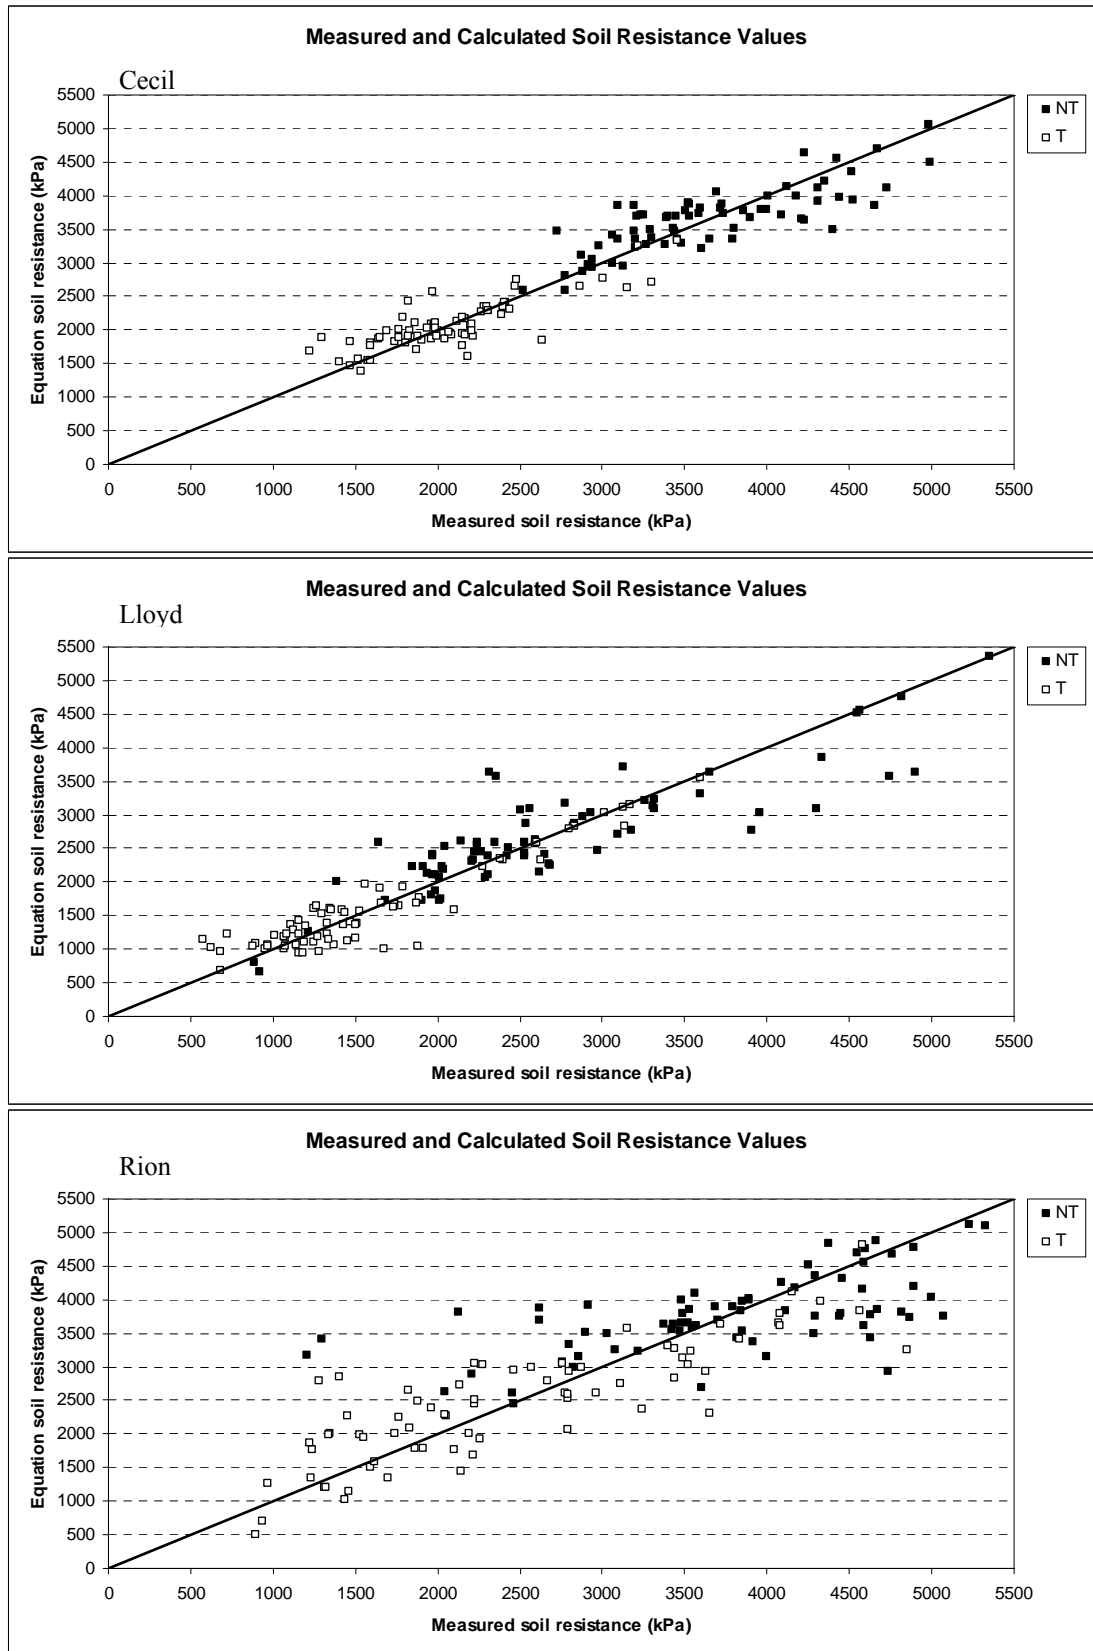 Measured and Calculated Soil Resistance Values
Cecil
5500
5000
4500
4000
3500
3000
2500
2000
1500
1000
500
0
Equation soil resistance (kPa)
0 500 1000 1500 2000 2500 3000 3500 4000 4500 5000 5500
Measured soil resistance (kPa)
NT
T
Measured and Calculated Soil Resistance Values
Lloyd
5500
5000
4500
4000
3500
3000
2500
2000
1500
1000
500
0
Equation soil resistance (kPa)
0 500 1000 1500 2000 2500 3000 3500 4000 4500 5000 5500
Measured soil resistance (kPa)
NT
T
Measured and Calculated Soil Resistance Values
Rion
5500
5000
4500
4000
3500
3000
2500
2000
1500
1000
500
0
Equation soil resistance (kPa)
0 500 1000 1500 2000 2500 3000 3500 4000 4500 5000 5500
Measured soil resistance (kPa)
NT
T